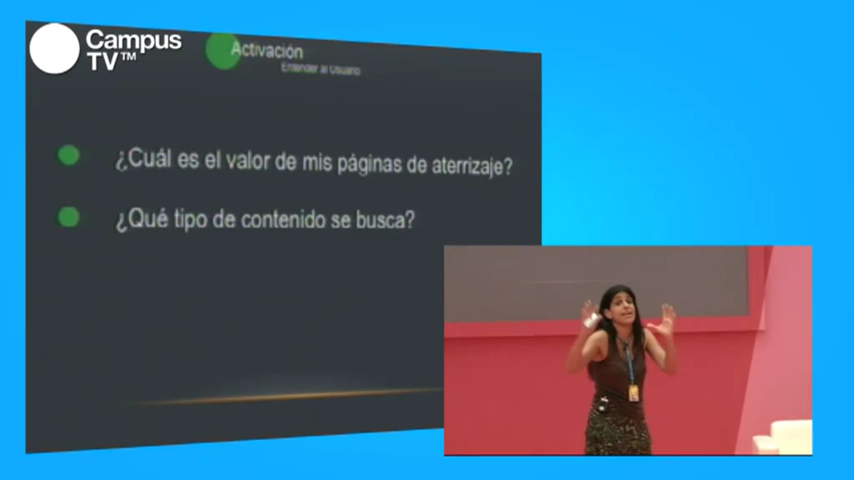 Campus
TV™
Activación
Entender al Usuario
¿Cuál es el valor de mis páginas de aterrizaje?
¿Qué tipo de contenido se busca?